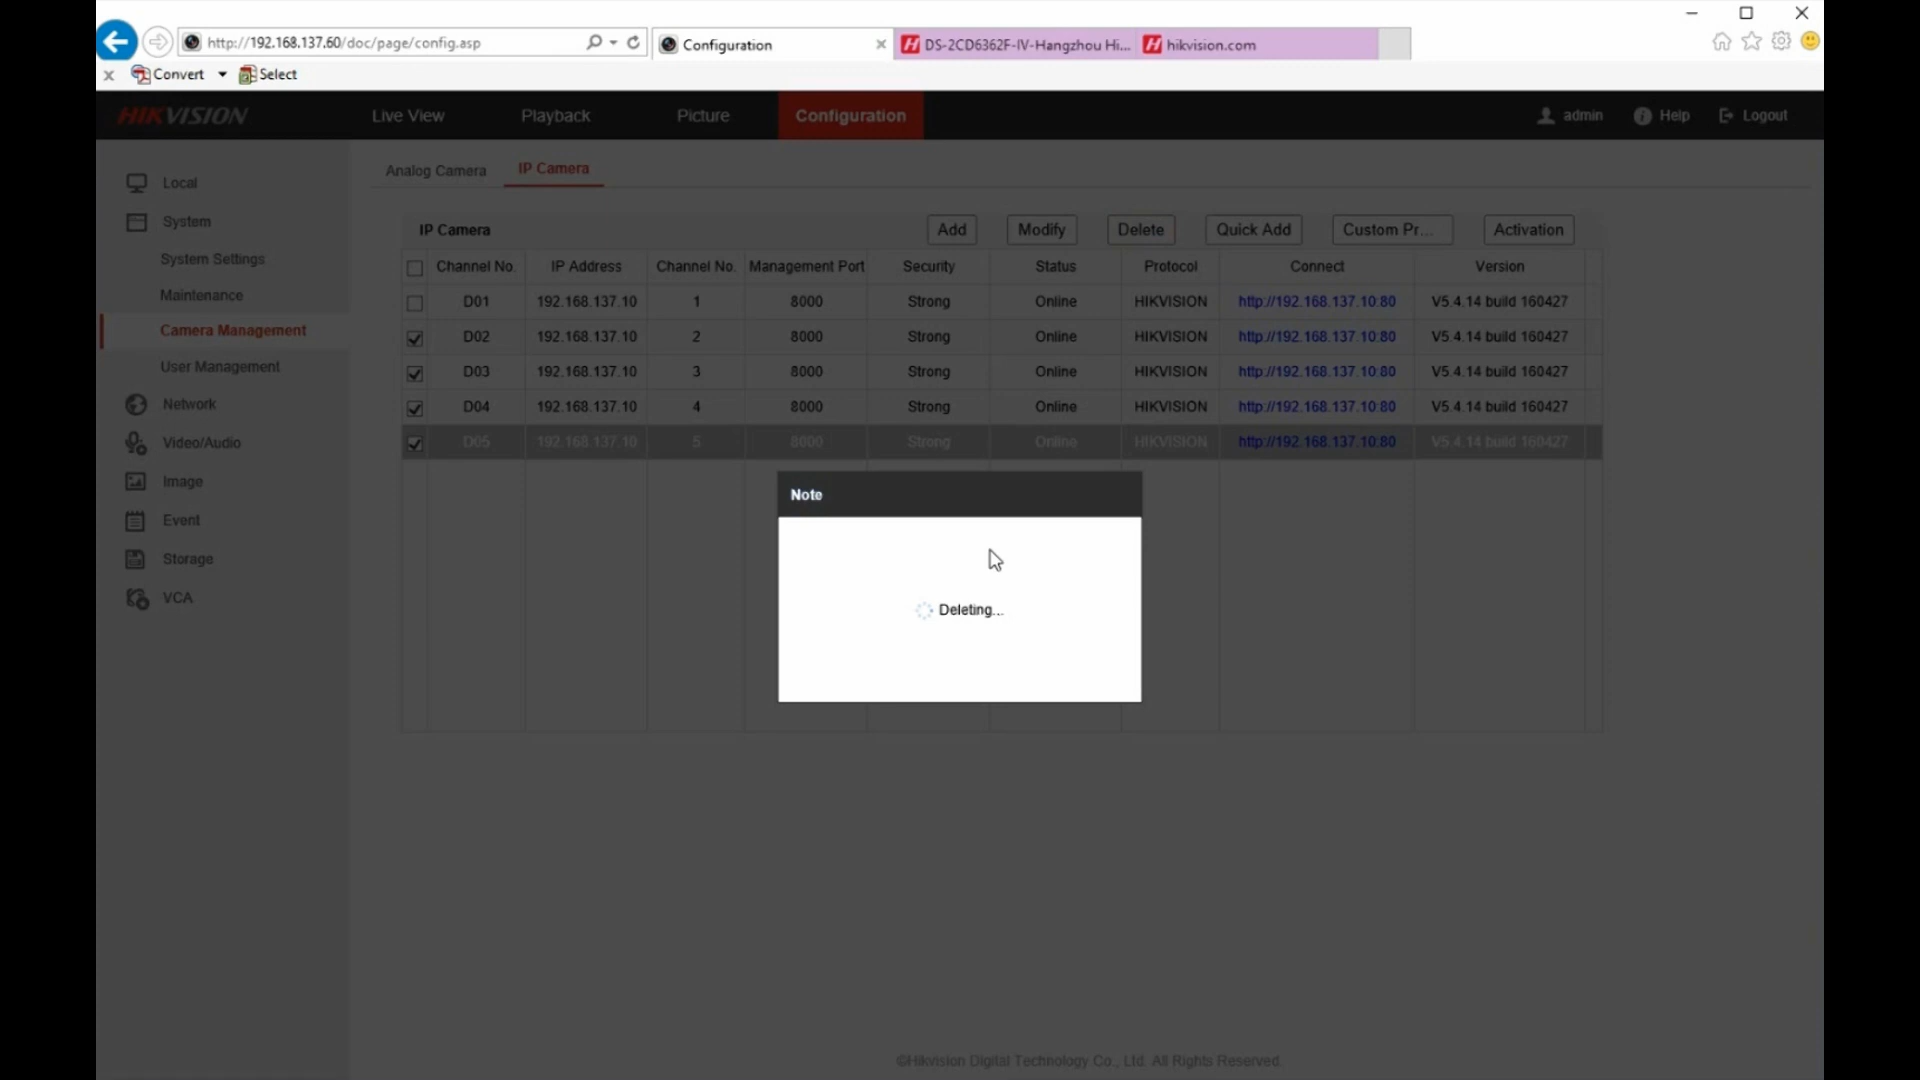 http://192.168.137.60/doc/page/config.asp
Configuration
DS-2CD6362F-IV-Hangzhou Hi...
hikvision.com
Convert
Select
HIKVISION
Live View
Playback
Picture
Configuration
admin
Help
Logout
Local
System
System Settings
Maintenance
Camera Management
User Management
Network
Video/Audio
Image
Event
Storage
VCA
Analog Camera
IP Camera
IP Camera
Add
Modify
Delete
Quick Add
Custom Pr...
Activation
Channel No. IP Address Channel No. Management Port Security Status Protocol Connect Version
D01 192.168.137.10 1 8000 Strong Online HIKVISION http://192.168.137.10:80 V5.4.14 build 160427
D02 192.168.137.10 2 8000 Strong Online HIKVISION http://192.168.137.10:80 V5.4.14 build 160427
D03 192.168.137.10 3 8000 Strong Online HIKVISION http://192.168.137.10:80 V5.4.14 build 160427
D04 192.168.137.10 4 8000 Strong Online HIKVISION http://192.168.137.10:80 V5.4.14 build 160427
D05 192.168.137.10 5 8000 Strong Online HIKVISION http://192.168.137.10:80 V5.4.14 build 160427
Note
Deleting...
©Hikvision Digital Technology Co., Ltd. All Rights Reserved.